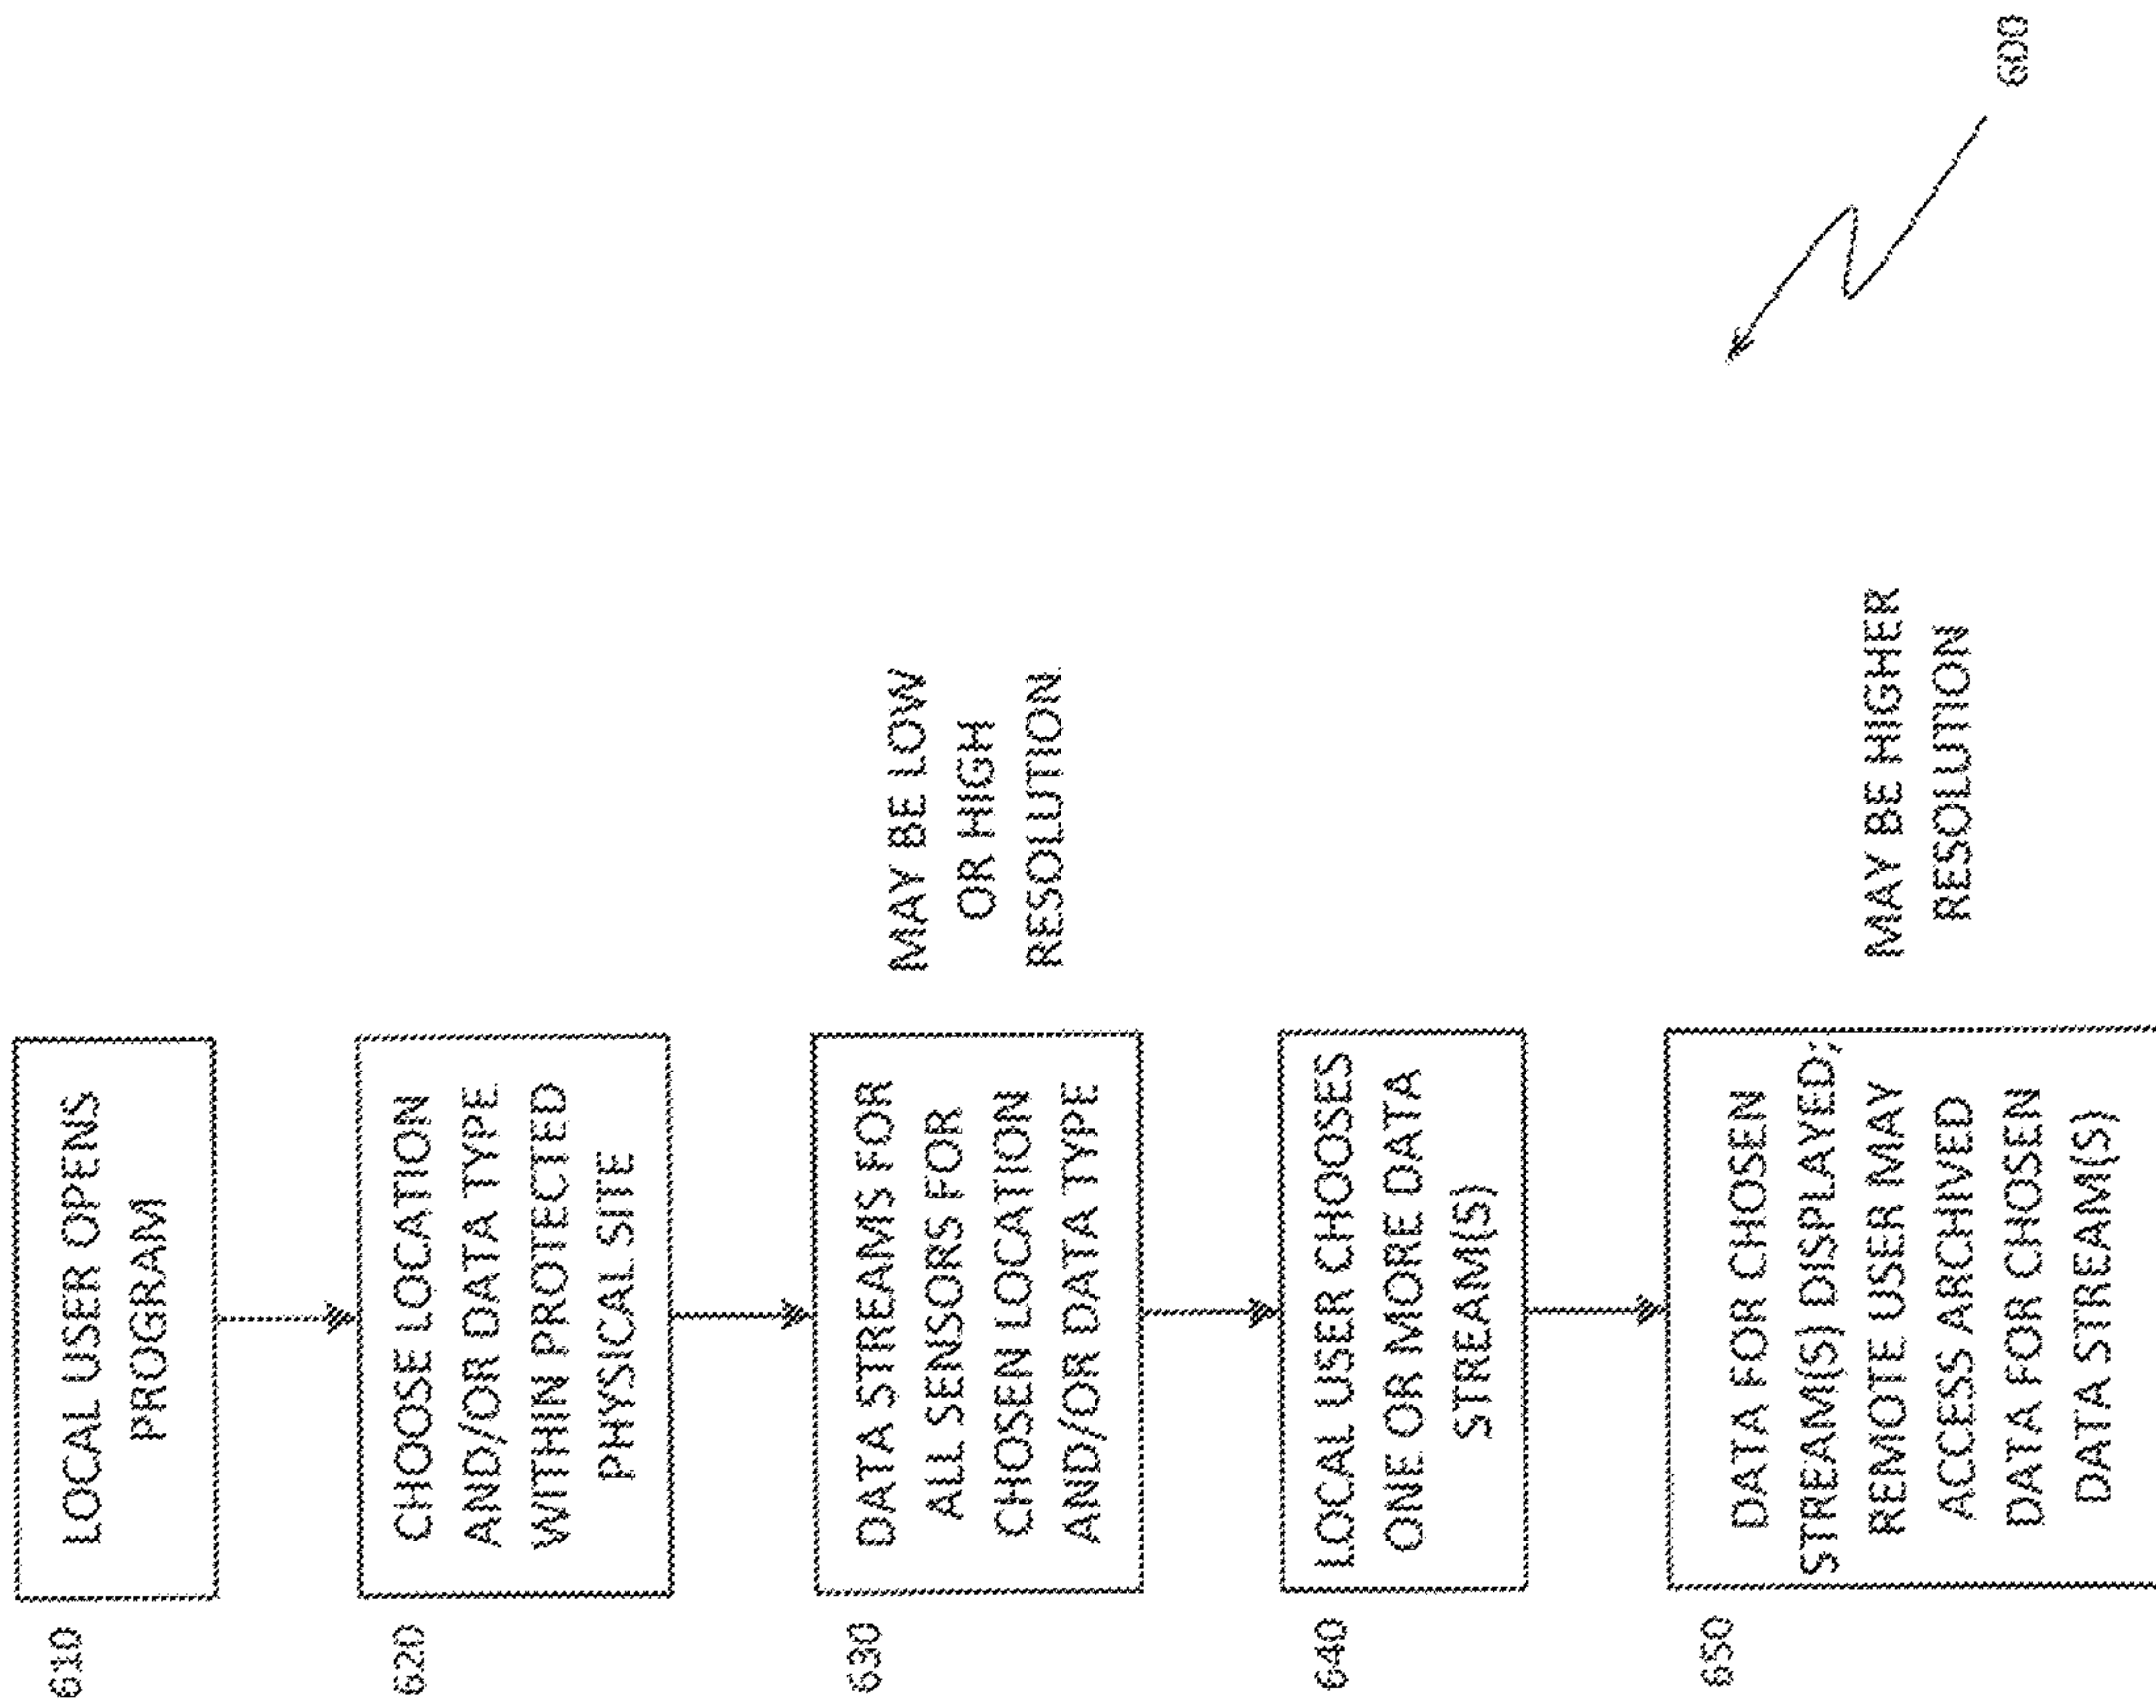 610
LOCAL USER OPENS
PROGRAM
620
CHOOSE LOCATION
AND/OR DATA TYPE
WITHIN PROTECTED
PHYSICAL SITE
630
DATA STREAMS FOR
ALL SENSORS FOR
CHOSEN LOCATION
AND/OR DATA TYPE
MAY BE LOW
OR HIGH
RESOLUTION
640
LOCAL USER CHOOSES
ONE OR MORE DATA
STREAM(S)
650
DATA FOR CHOSEN
STREAM(S) DISPLAYED;
REMOTE USER MAY
ACCESS ARCHIVED
DATA FOR CHOSEN
DATA STREAM(S)
MAY BE HIGHER
RESOLUTION
600